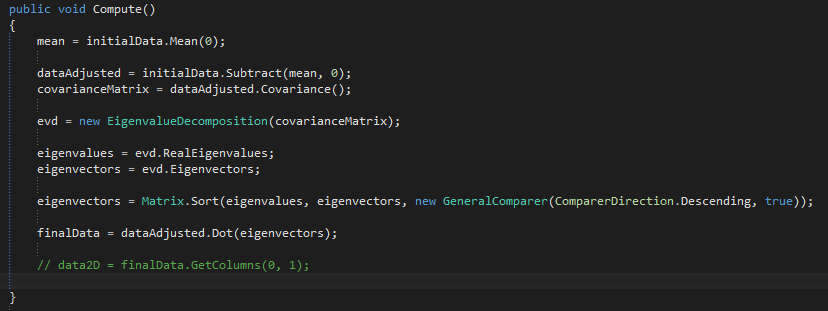 public void Compute()
{
mean = initialData.Mean(0);
dataAdjusted = initialData.Subtract(mean, 0);
covarianceMatrix = dataAdjusted.Covariance();
evd = new EigenvalueDecomposition(covarianceMatrix);
eigenvalues = evd.RealEigenvalues;
eigenvectors = evd.Eigenvectors;
eigenvectors = Matrix.Sort(eigenvalues, eigenvectors, new GeneralComparer(ComparerDirection.Descending, true));
finalData = dataAdjusted.Dot(eigenvectors);
// data2D = finalData.GetColumns(0, 1);
}